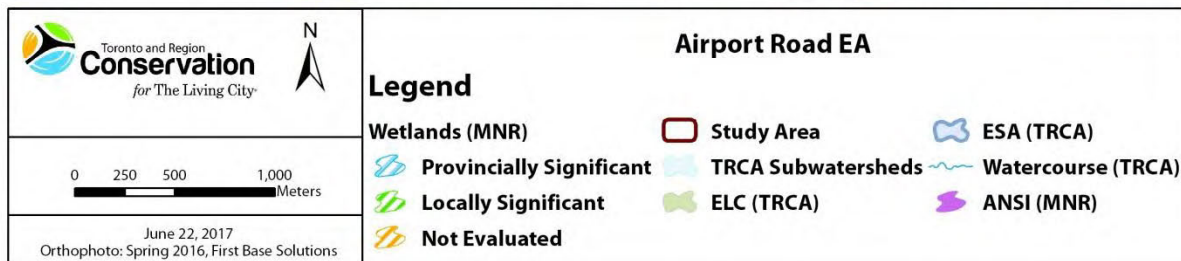 Toronto and Region
Conservation
for The Living City·
N
0 250 500 1,000
Meters
June 22, 2017
Orthophoto: Spring 2016, First Base Solutions
Airport Road EA
Legend
Wetlands (MNR)
Provincially Significant
Locally Significant
Not Evaluated
Study Area
TRCA Subwatersheds
ELC (TRCA)
ESA (TRCA)
Watercourse (TRCA)
ANSI (MNR)